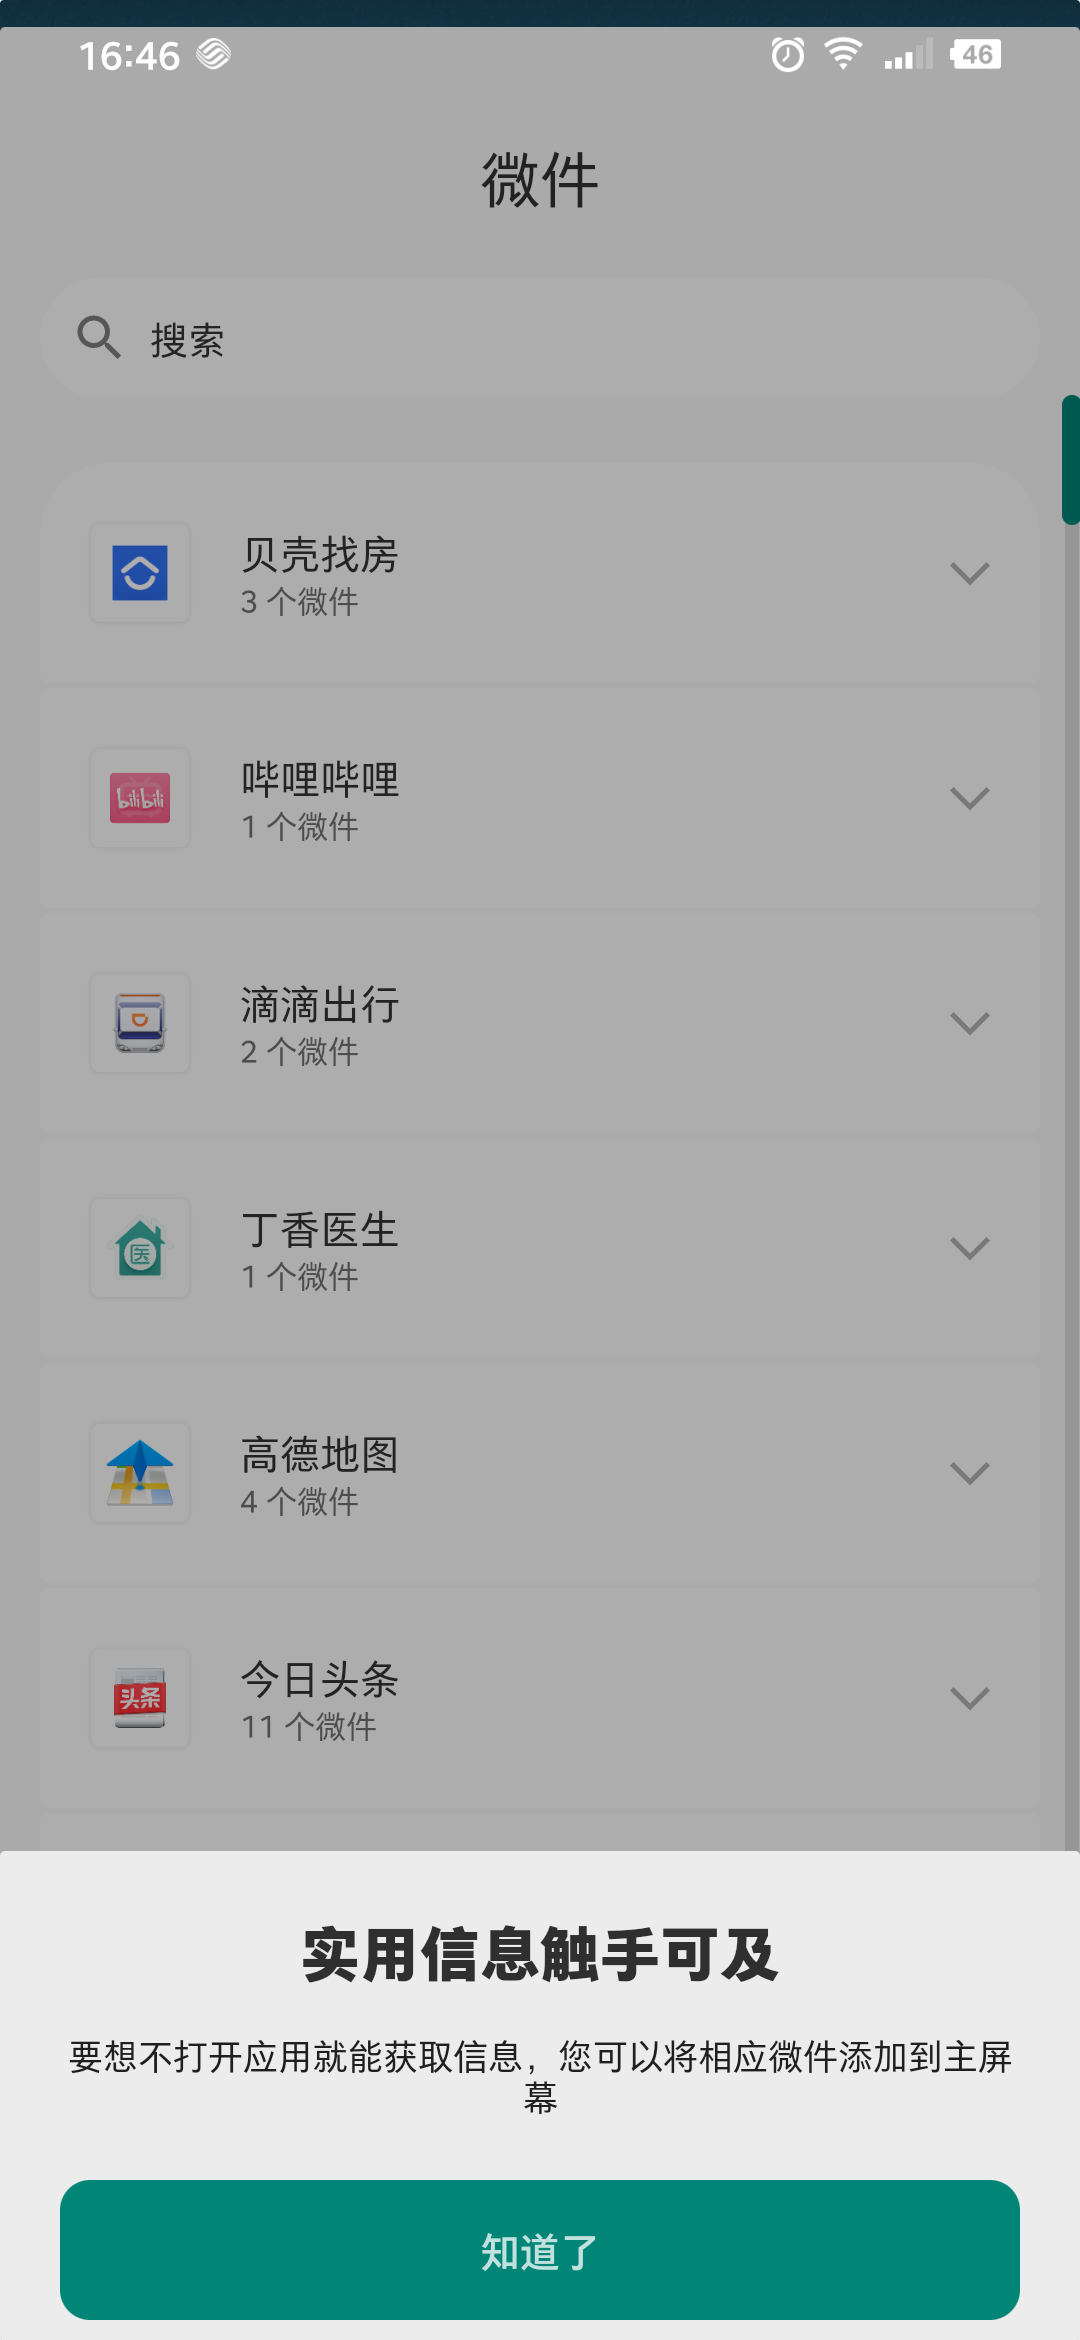 16:46
46
微件
搜索
贝壳找房
3 个微件
bilibili
哔哩哔哩
1 个微件
滴滴出行
2 个微件
医
丁香医生
1 个微件
高德地图
4 个微件
头条
今日头条
11 个微件
实用信息触手可及
要想不打开应用就能获取信息，您可以将相应微件添加到主屏
幕
知道了